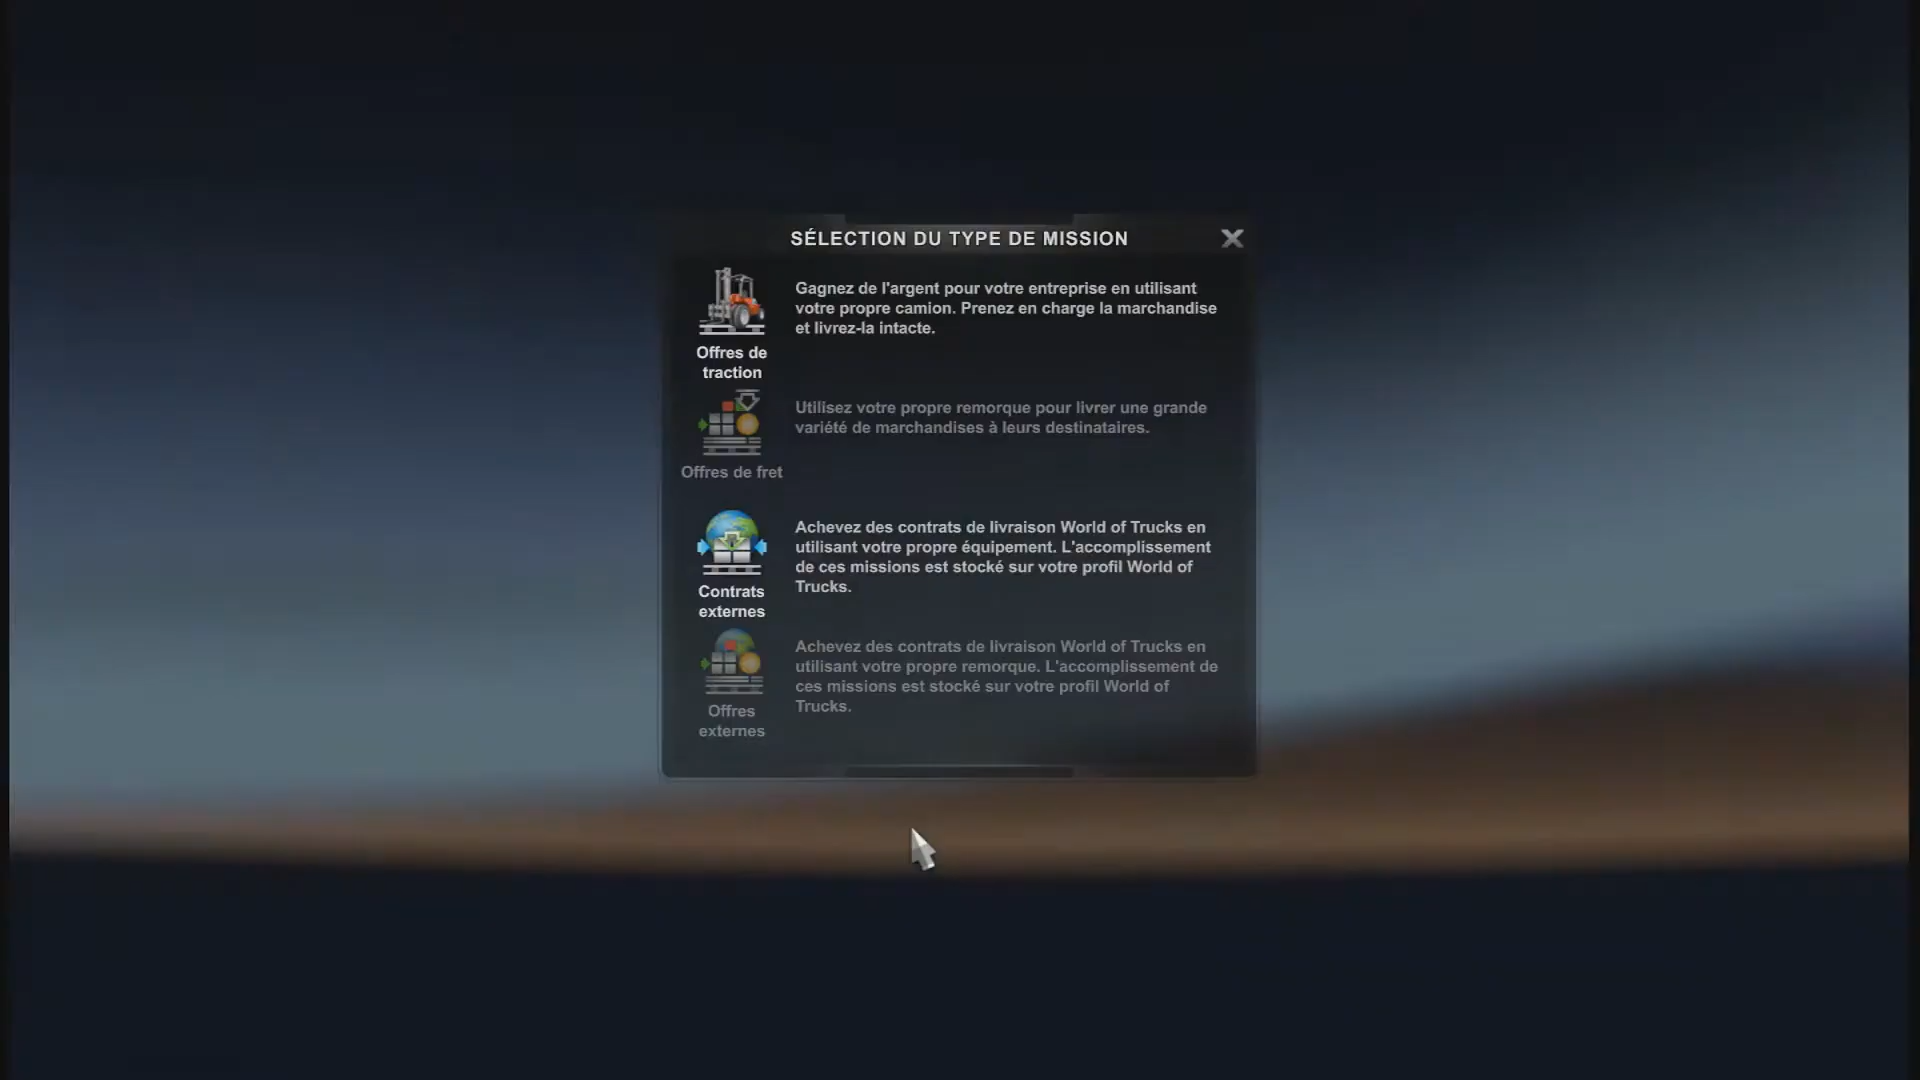 SÉLECTION DU TYPE DE MISSION
Gagnez de l'argent pour votre entreprise en utilisant
votre propre camion. Prenez en charge la marchandise
et livrez-la intacte.
Offres de
traction
Utilisez votre propre remorque pour livrer une grande
variété de marchandises à leurs destinataires.
Offres de fret
Achevez des contrats de livraison World of Trucks en
utilisant votre propre équipement. L'accomplissement
de ces missions est stocké sur votre profil World of
Trucks.
Contrats
externes
Achevez des contrats de livraison World of Trucks en
utilisant votre propre remorque. L'accomplissement de
ces missions est stocké sur votre profil World of
Trucks.
Offres
externes